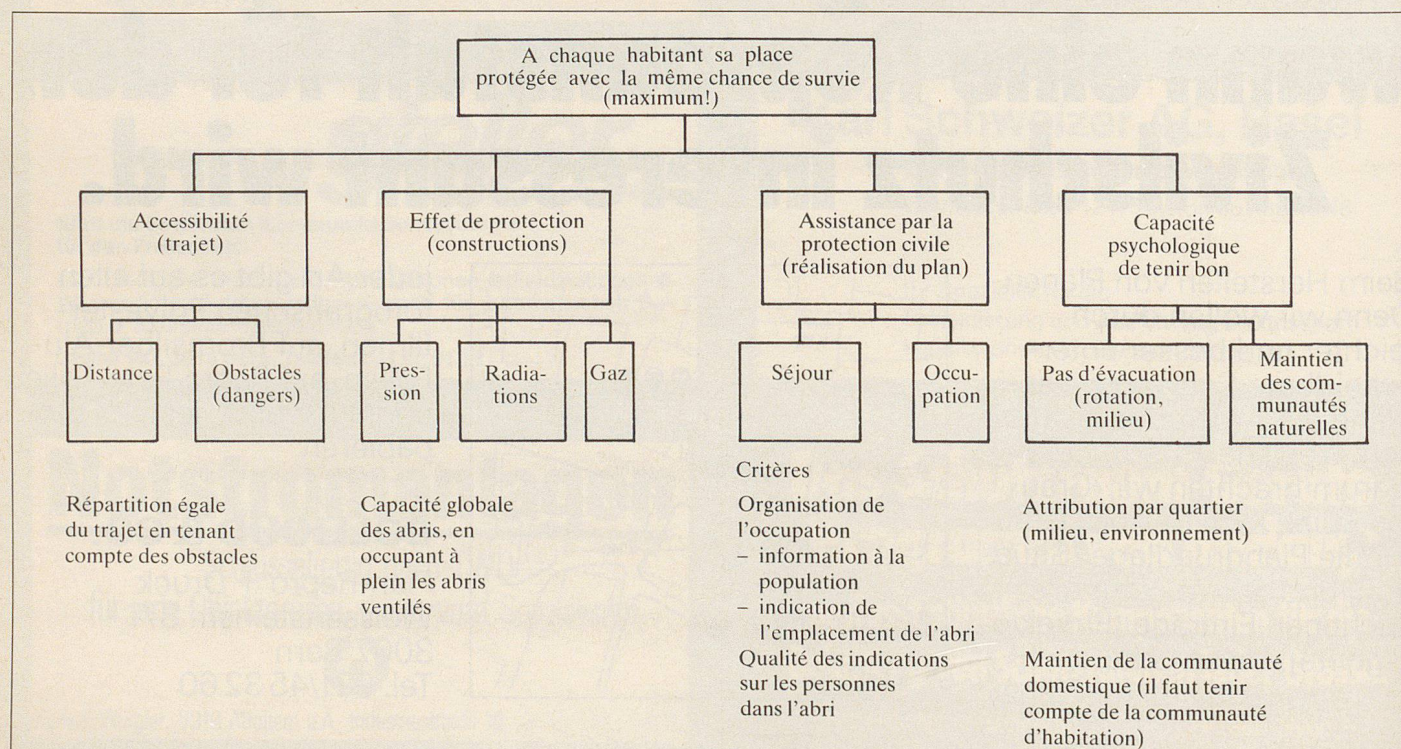 A chaque habitant sa place
protégée avec la même chance de survie
(maximum!)
Accessibilité
(trajet)
Effet de protection
(constructions)
Assistance par la
protection civile
(réalisation du plan)
Capacité
psychologique
de tenir bon
Distance
Obstacles
(dangers)
Pres-
sion
Radia-
tions
Gaz
Séjour
Occu-
pation
Pas d'évacuation
(rotation,
milieu)
Maintien
des com-
munautés
naturelles
Répartition égale
du trajet en tenant
compte des obstacles
Capacité globale
des abris, en
occupant à
plein les abris
ventilés
Critères
Organisation de
l'occupation
– information à la
population
– indication de
l'emplacement de l'abri
Qualité des indications
sur les personnes
dans l'abri
Attribution par quartier
(milieu, environnement)
Maintien de la communauté
domestique (il faut tenir
compte de la communauté
d'habitation)